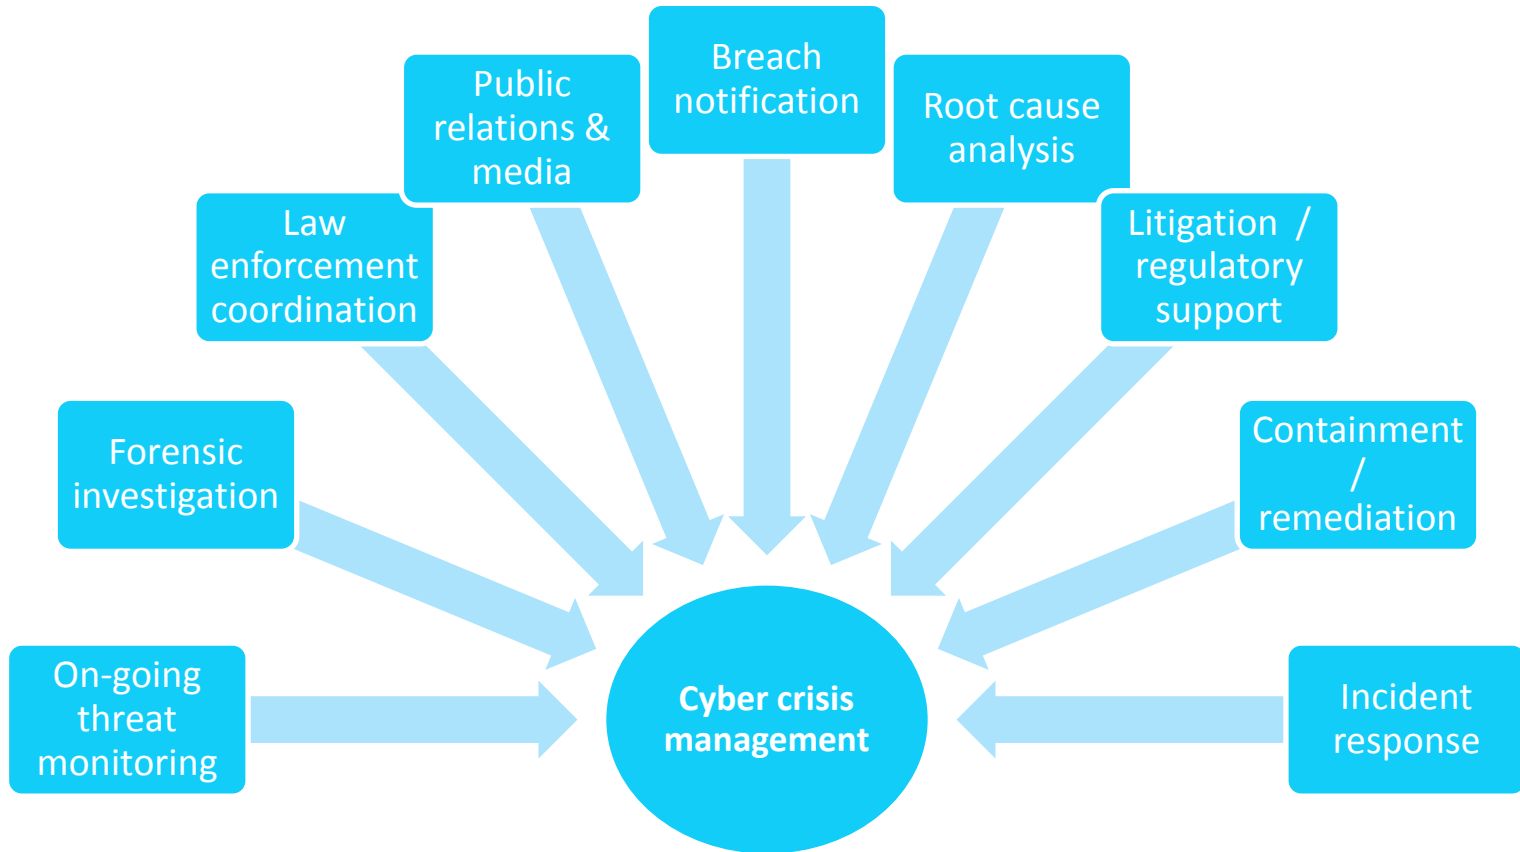 Breach
notification
Public
relations &
media
Root cause
analysis
Law
enforcement
coordination
Litigation /
regulatory
support
Forensic
investigation
Containment
/
remediation
On-going
threat
monitoring
Cyber crisis
management
Incident
response